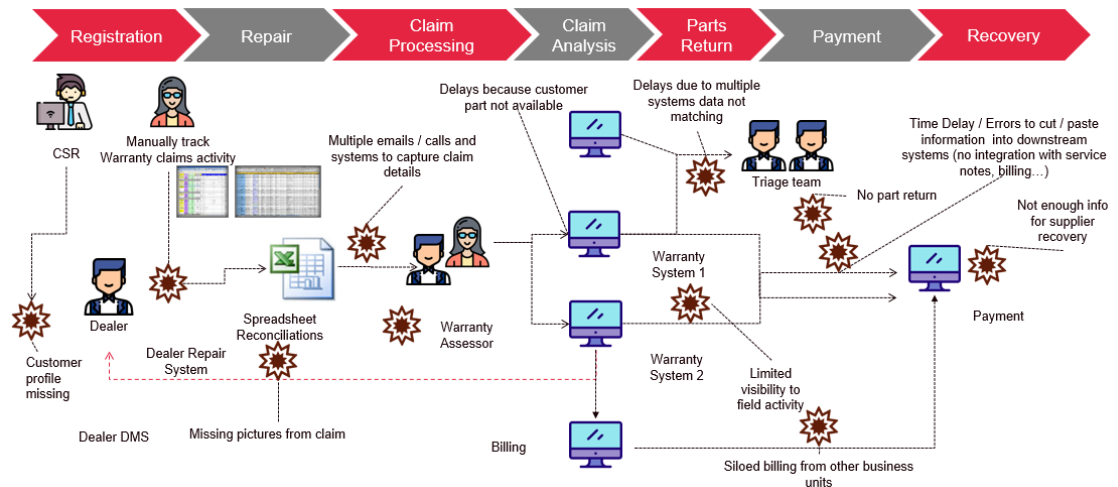 Registration
Repair
Claim
Processing
Claim
Analysis
Parts
Return
Payment
Recovery
CSR
Manually track
Warranty claims activity
Multiple emails / calls and
systems to capture claim
details
Delays because customer
part not available
Delays due to multiple
systems data not
matching
Triage team
Time Delay / Errors to cut / paste
information into downstream
systems (no integration with service
notes, billing…)
No part return
Not enough info
for supplier
recovery
Dealer
Spreadsheet
Reconciliations
Warranty
Assessor
Warranty
System 1
Payment
Customer
profile
missing
Dealer Repair
System
Warranty
System 2
Limited
visibility to
field activity
Dealer DMS
Missing pictures from claim
Billing
Siloed billing from other business
units